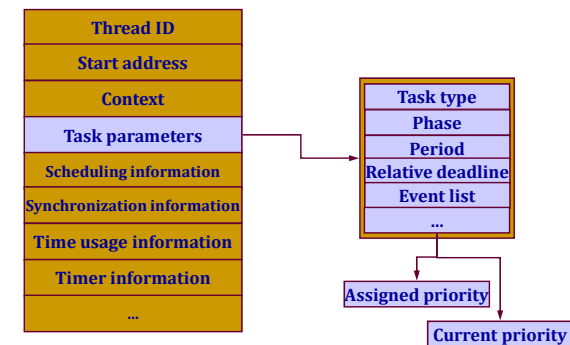 Thread ID
Start address
Context
Task parameters
Scheduling information
Synchronization information
Time usage information
Timer information
...
Task type
Phase
Period
Relative deadline
Event list
...
Assigned priority
Current priority